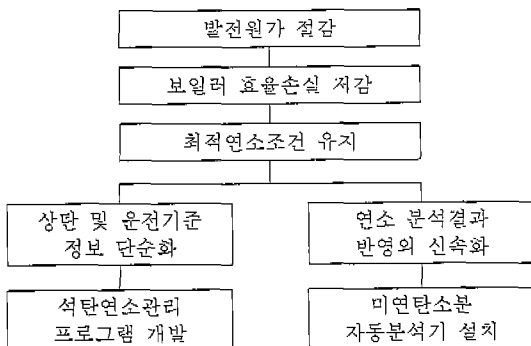 발전원가 절감
보일러 효율손실 저감
최적연소조건 유지
상탄 및 운전기준
정보 단순화
연소 분석결과
반영의 신속화
석탄연소관리
프로그램 개발
미연탄소분
자동분석기 설치